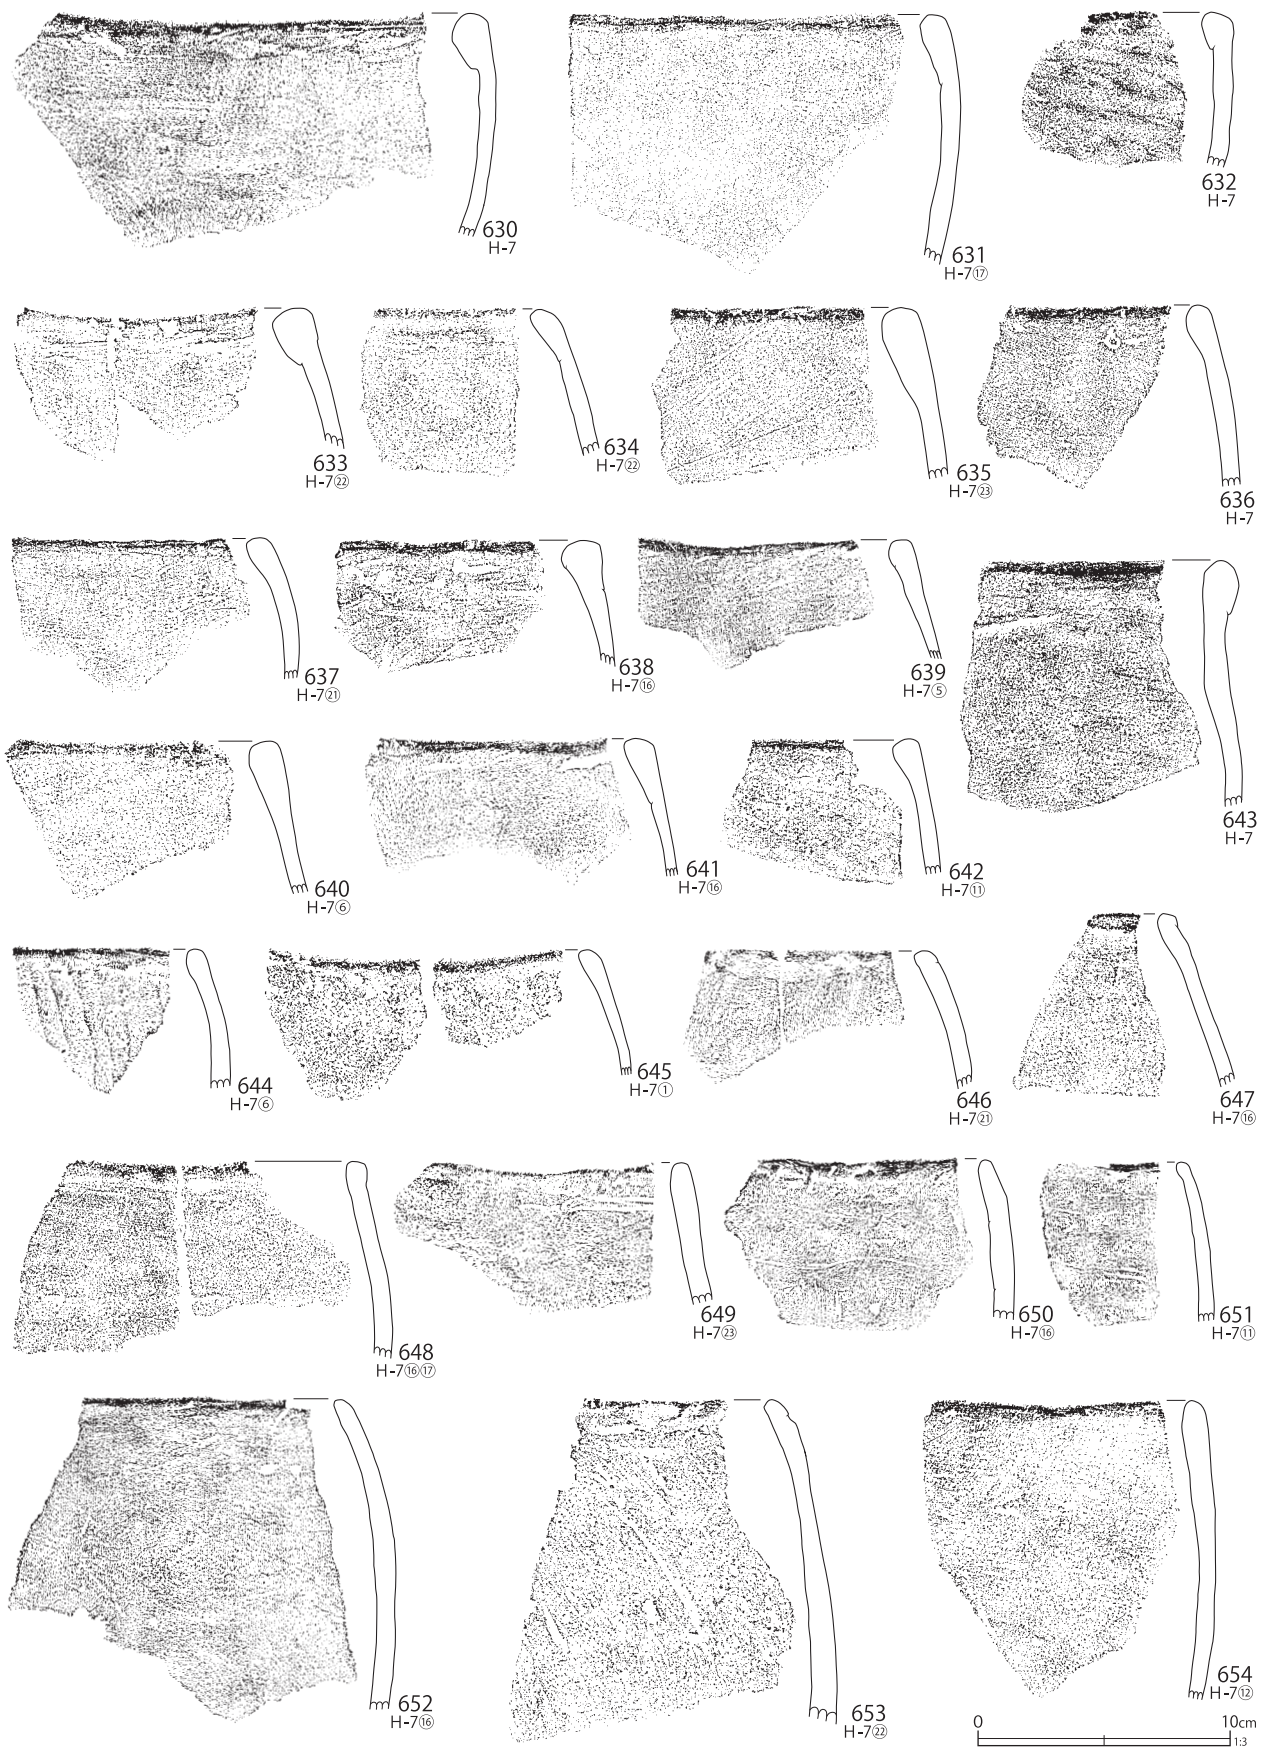 630
H-7
631
H-7⑰
632
H-7
633
H-7㉒
634
H-7㉒
635
H-7㉓
636
H-7
637
H-7㉑
638
H-7⑯
639
H-7⑤
643
H-7
640
H-7⑥
641
H-7⑯
642
H-7⑪
644
H-7⑥
645
H-7①
646
H-7㉑
647
H-7⑯
648
H-7⑯⑰
649
H-7㉓
650
H-7⑯
651
H-7⑪
652
H-7⑯
653
H-7㉒
654
H-7⑫
0 10cm
1:3